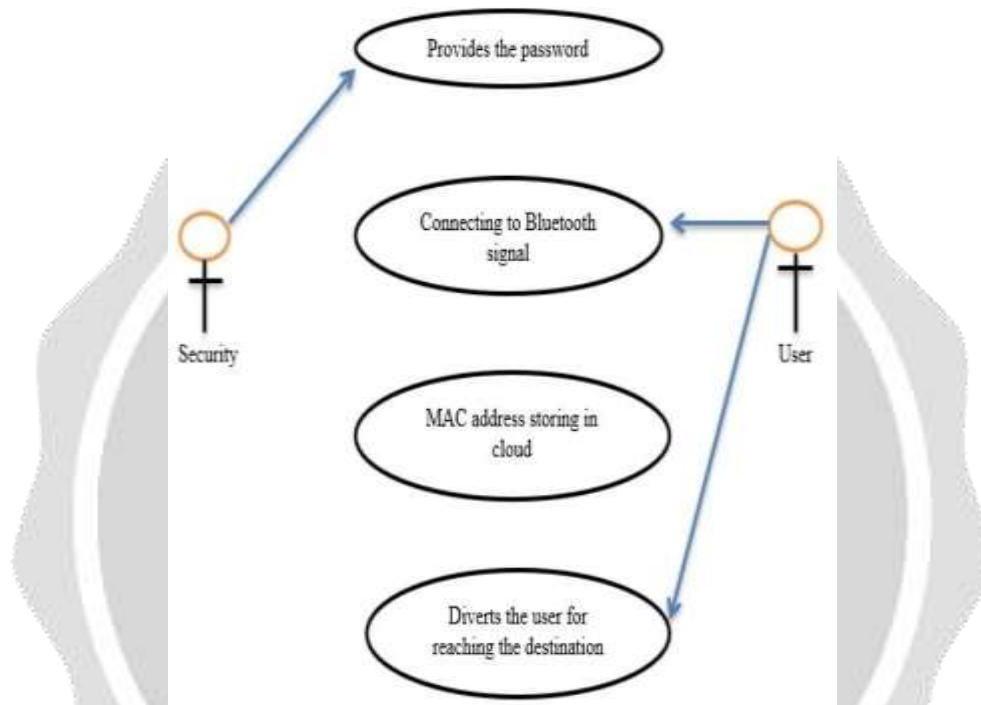 Provides the password
Connecting to Bluetooth
signal
Security
User
MAC address storing in
cloud
Diverts the user for
reaching the destination